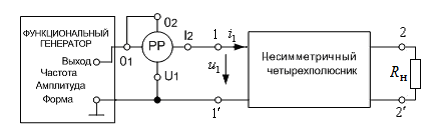 ФУНКЦИОНАЛЬНЫЙ
ГЕНЕРАТОР
Выход
Частота
Амплитуда
Форма
01
02
PP
I2
U1
1
i1
u1
1′
Несимметричный
четырехполюсник
2
Rн
2′